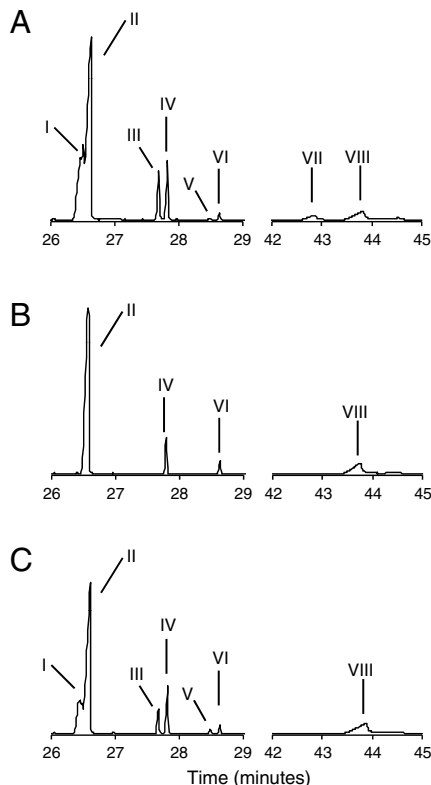 A
I
II
III
IV
V
VI
VII
VIII
26 27 28 29 42 43 44 45
B
II
IV
VI
VIII
26 27 28 29 42 43 44 45
C
I
II
III
IV
V
VI
VIII
26 27 28 29 42 43 44 45
Time (minutes)